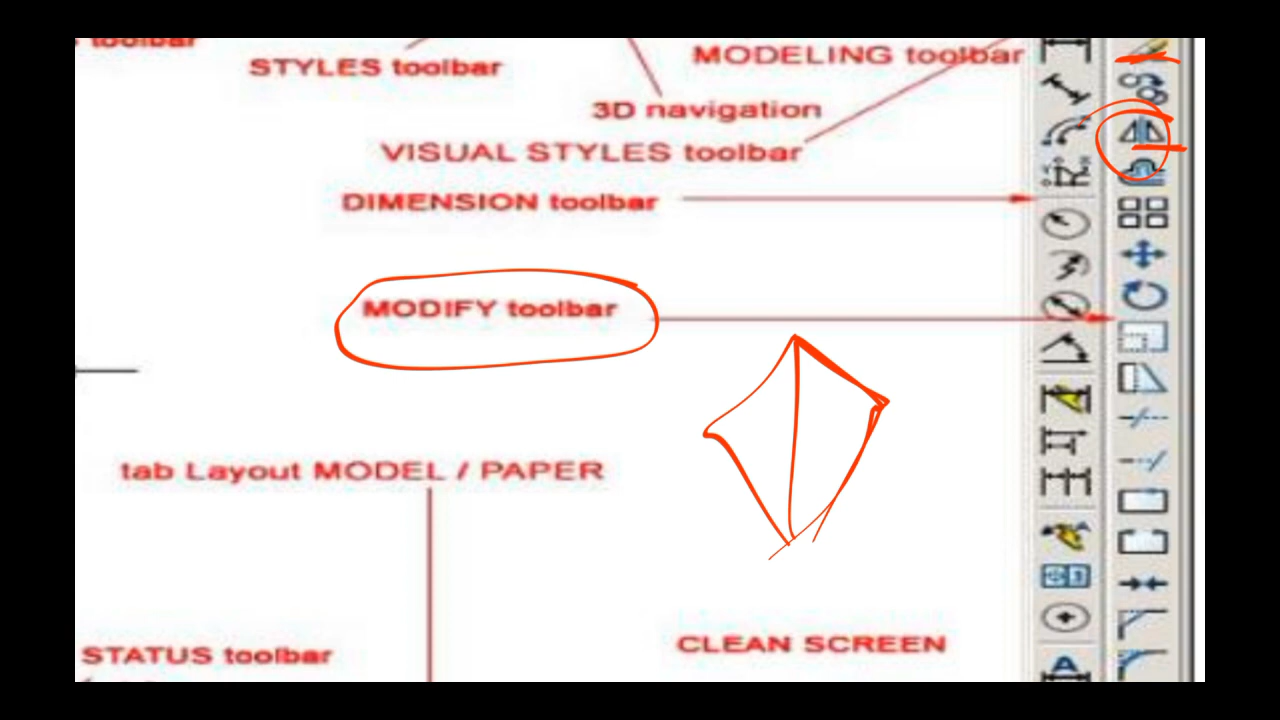 toolbar
STYLES toolbar
MODELING toolbar
3D navigation
VISUAL STYLES toolbar
DIMENSION toolbar
MODIFY toolbar
tab Layout MODEL / PAPER
CLEAN SCREEN
STATUS toolbar
A